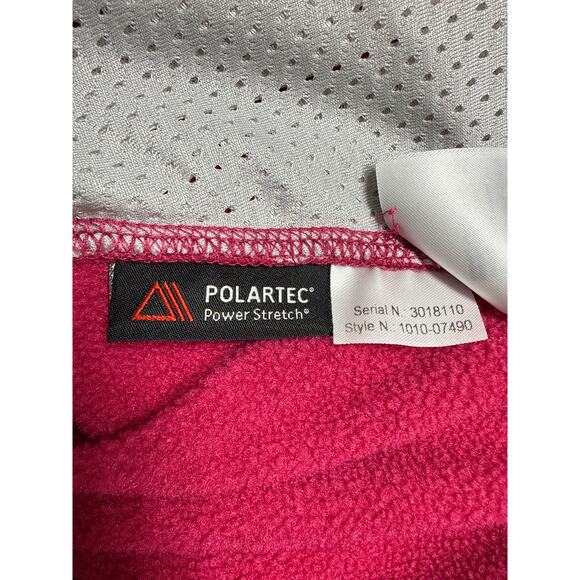 POLARTEC®
Power Stretch®
Serial N.: 3018110
Style N.: 1010-07490